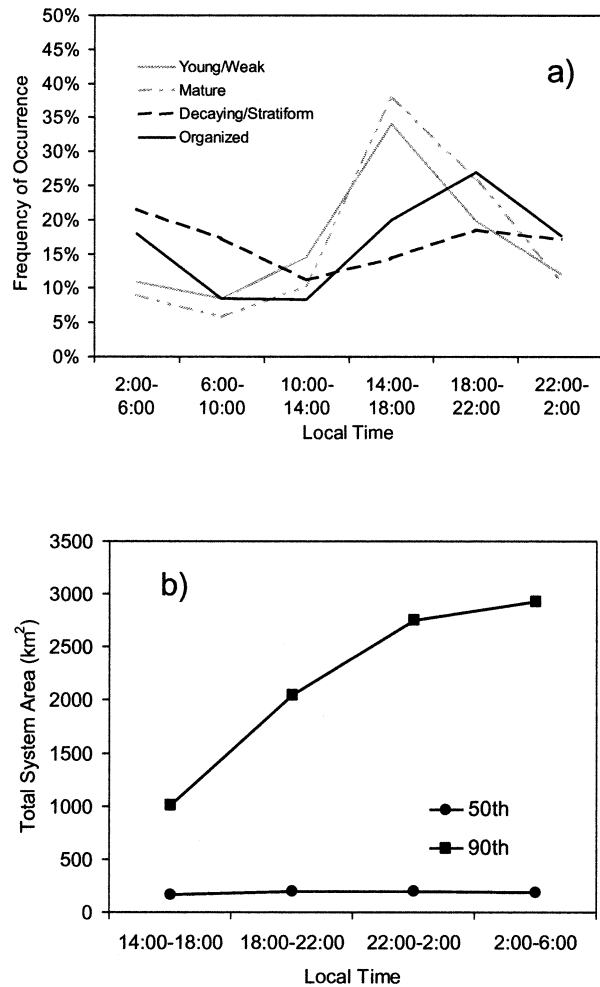 50%
45%
40%
35%
30%
25%
20%
15%
10%
5%
0%
Frequency of Occurrence
Young/Weak
Mature
Decaying/Stratiform
Organized
a)
2:00-
6:00
6:00-
10:00
10:00-
14:00
14:00-
18:00
18:00-
22:00
22:00-
2:00
Local Time
3500
3000
2500
2000
1500
1000
500
0
Total System Area (km²)
b)
50th
90th
14:00-18:00 18:00-22:00 22:00-2:00 2:00-6:00
Local Time